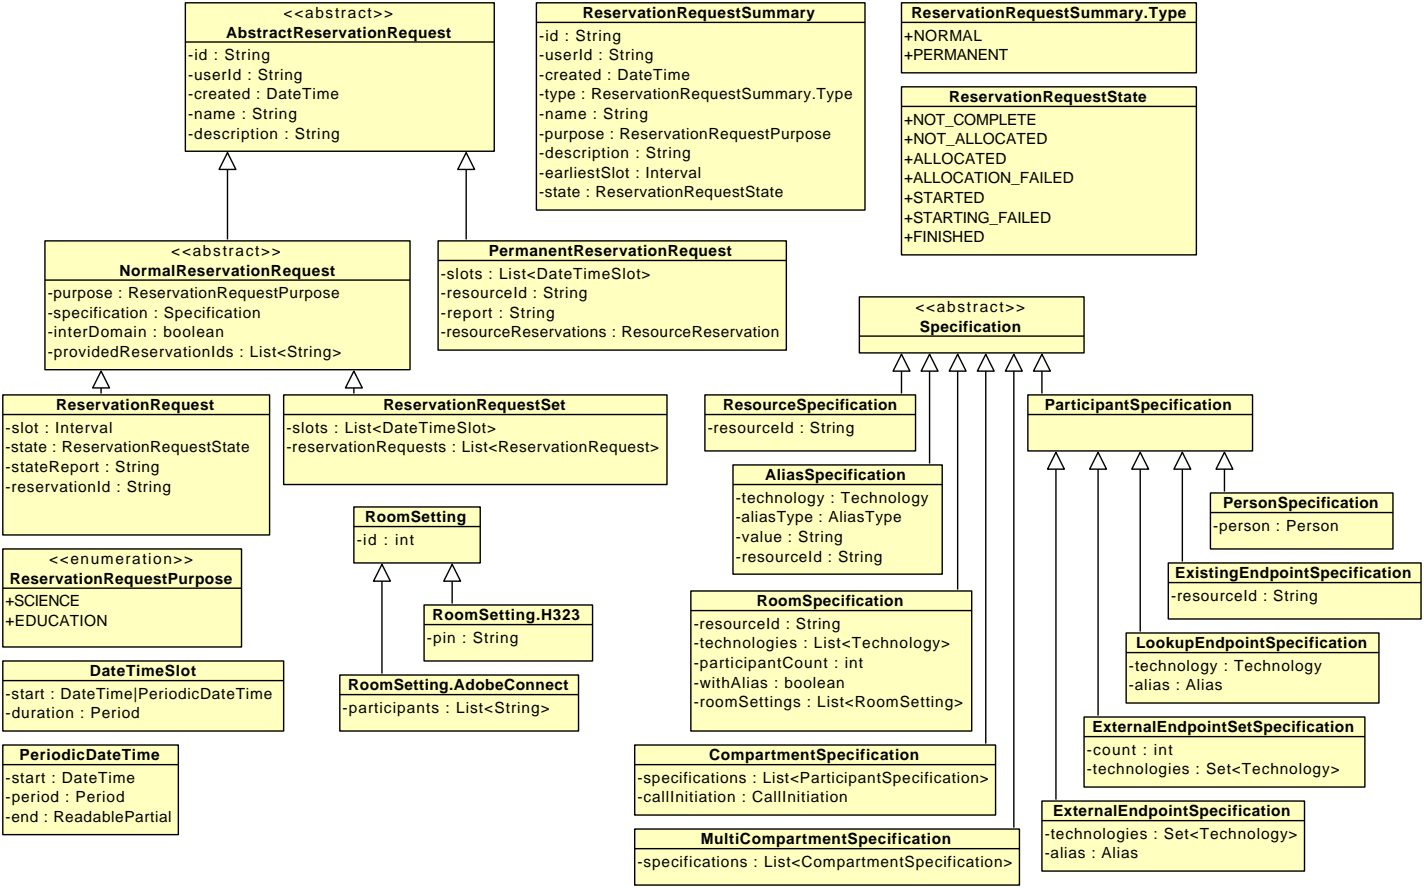 <<abstract>>
AbstractReservationRequest
-id : String
-userId : String
-created : DateTime
-name : String
-description : String
ReservationRequestSummary
-id : String
-userId : String
-created : DateTime
-type : ReservationRequestSummary.Type
-name : String
-purpose : ReservationRequestPurpose
-description : String
-earliestSlot : Interval
-state : ReservationRequestState
ReservationRequestSummary.Type
+NORMAL
+PERMANENT
ReservationRequestState
+NOT_COMPLETE
+NOT_ALLOCATED
+ALLOCATED
+ALLOCATION_FAILED
+STARTED
+STARTING_FAILED
+FINISHED
<<abstract>>
NormalReservationRequest
-purpose : ReservationRequestPurpose
-specification : Specification
-interDomain : boolean
-providedReservationIds : List<String>
PermanentReservationRequest
-slots : List<DateTimeSlot>
-resourceId : String
-report : String
-resourceReservations : ResourceReservation
<<abstract>>
Specification
ReservationRequest
-slot : Interval
-state : ReservationRequestState
-stateReport : String
-reservationId : String
ReservationRequestSet
-slots : List<DateTimeSlot>
-reservationRequests : List<ReservationRequest>
ResourceSpecification
-resourceId : String
ParticipantSpecification
AliasSpecification
-technology : Technology
-aliasType : AliasType
-value : String
-resourceId : String
PersonSpecification
-person : Person
RoomSetting
-id : int
<<enumeration>>
ReservationRequestPurpose
+SCIENCE
+EDUCATION
ExistingEndpointSpecification
-resourceId : String
RoomSpecification
-resourceId : String
-technologies : List<Technology>
-participantCount : int
-withAlias : boolean
-roomSettings : List<RoomSetting>
RoomSetting.H323
-pin : String
LookupEndpointSpecification
-technology : Technology
-alias : Alias
DateTimeSlot
-start : DateTime|PeriodicDateTime
-duration : Period
RoomSetting.AdobeConnect
-participants : List<String>
ExternalEndpointSetSpecification
-count : int
-technologies : Set<Technology>
PeriodicDateTime
-start : DateTime
-period : Period
-end : ReadablePartial
CompartmentSpecification
-specifications : List<ParticipantSpecification>
-callInitiation : CallInitiation
ExternalEndpointSpecification
-technologies : Set<Technology>
-alias : Alias
MultiCompartmentSpecification
-specifications : List<CompartmentSpecification>